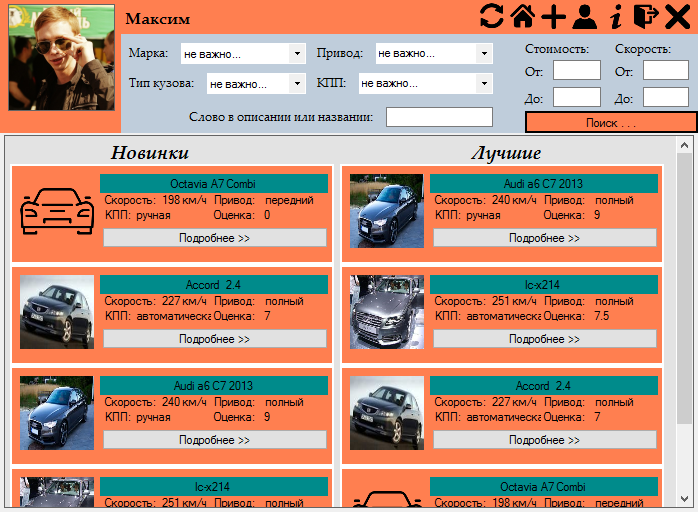 Максим
Марка: не важно... Привод: не важно... Стоимость: Скорость:
От: От:
Тип кузова: не важно... КПП: не важно...
До: До:
Слово в описании или названии:
Поиск . . .
Новинки
Octavia A7 Combi
Скорость: 198 км/ч Привод: передний
КПП: ручная Оценка: 0
Подробнее >>
Accord 2.4
Скорость: 227 км/ч Привод: полный
КПП: автоматическа Оценка: 7
Подробнее >>
Audi a6 C7 2013
Скорость: 240 км/ч Привод: полный
КПП: ручная Оценка: 9
Подробнее >>
lc-x214
Скорость: 251 км/ч Привод: полный
Лучшие
Audi a6 C7 2013
Скорость: 240 км/ч Привод: полный
КПП: ручная Оценка: 9
Подробнее >>
lc-x214
Скорость: 251 км/ч Привод: полный
КПП: автоматическа Оценка: 7.5
Подробнее >>
Accord 2.4
Скорость: 227 км/ч Привод: полный
КПП: автоматическа Оценка: 7
Подробнее >>
Octavia A7 Combi
Скорость: 198 км/ч Привод: передний